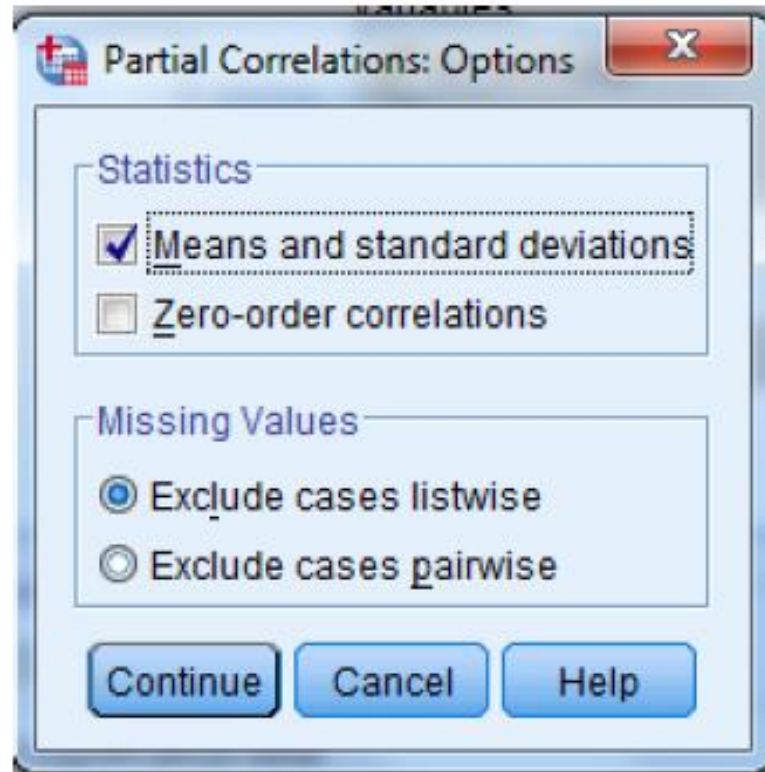 Variables
Partial Correlations: Options
Statistics
Means and standard deviations
Zero-order correlations
Missing Values
Exclude cases listwise
Exclude cases pairwise
Continue Cancel Help